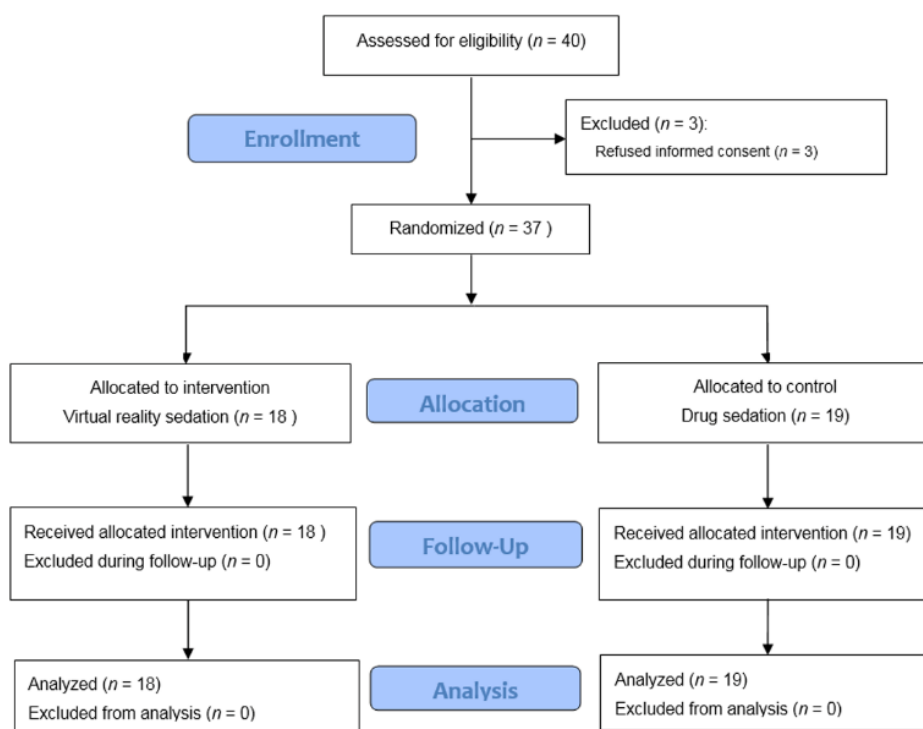 Assessed for eligibility (n = 40)
Enrollment
Excluded (n = 3):
Refused informed consent (n = 3)
Randomized (n = 37 )
Allocated to intervention
Virtual reality sedation (n = 18 )
Allocation
Allocated to control
Drug sedation (n = 19)
Received allocated intervention (n = 18 )
Excluded during follow-up (n = 0)
Follow-Up
Received allocated intervention (n = 19)
Excluded during follow-up (n = 0)
Analyzed (n = 18)
Excluded from analysis (n = 0)
Analysis
Analyzed (n = 19)
Excluded from analysis (n = 0)